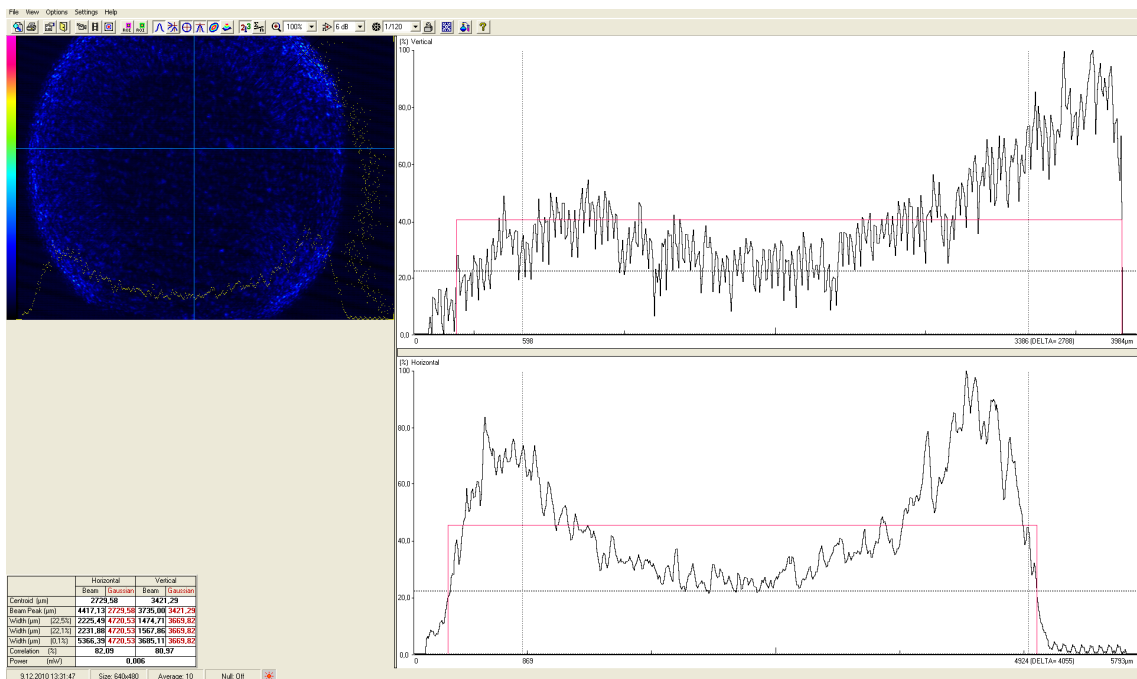 File View Options Settings Help
100% 6 dB 1/120
(%) Vertical
100
80,0
60,0
40,0
20,0
0.0
0 598 3386 (DELTA= 2788) 3984µm
(%) Horizontal
100
80,0
60,0
40,0
20,0
0.0
0 869 4924 (DELTA= 4055) 5793µm
Horizontal Vertical
Beam Gaussian Beam Gaussian
Centroid (µm) 2729,58 3421,29
Beam Peak (µm) 4417,13 2729,58 3735,00 3421,29
Width (µm) (22,5%) 2225,49 4720,53 1474,71 3669,82
Width (µm) (22,1%) 2231,88 4720,53 1567,86 3669,82
Width (µm) (0,1%) 5366,39 4720,53 3685,11 3669,82
Correlation (%) 82,09 80,97
Power (mW) 0,006
9.12.2010 13:31:47 Size: 640x480 Average: 10 Null: Off